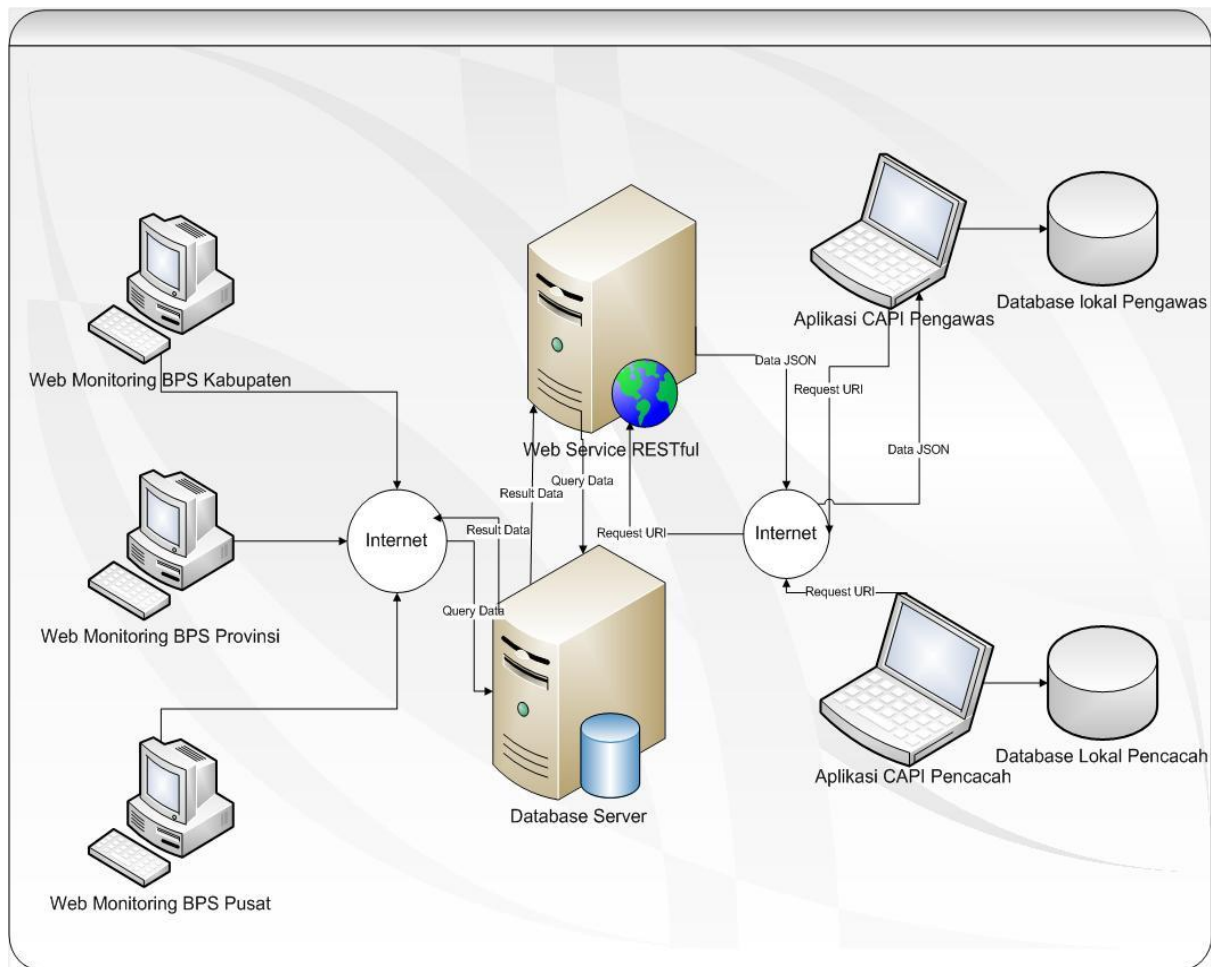 Database lokal Pengawas
Aplikasi CAPI Pengawas
Data JSON
Web Monitoring BPS Kabupaten
Request URI
Web Service RESTful
Data JSON
Query Data
Result Data
Result Data
Request URI
Internet
Internet
Request URI
Query Data
Web Monitoring BPS Provinsi
Database Lokal Pencacah
Aplikasi CAPI Pencacah
Database Server
Web Monitoring BPS Pusat